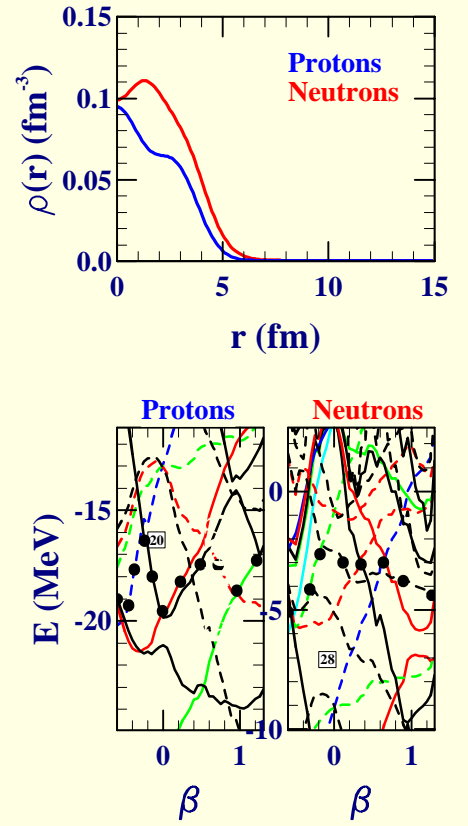 0.15
0.1
0.05
0.0
ρ(r) (fm-3)
Protons
Neutrons
0 5 10 15
r (fm)
Protons Neutrons
E (MeV)
-15
-20
20
0
-5
-10
28
0 1
0 1
β β